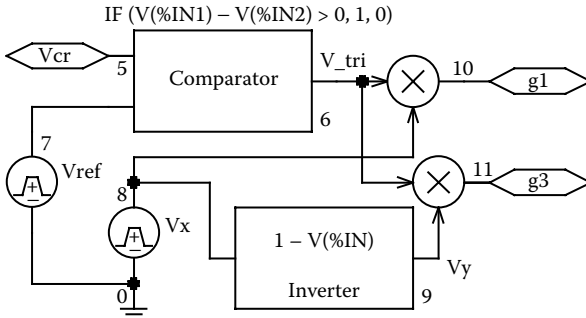 IF (V(%IN1) – V(%IN2) > 0, 1, 0)
Vcr
5
Comparator
V_tri
10
g1
6
7
Vref
8
Vx
11
g3
1 – V(%IN)
Inverter
Vy
9
0